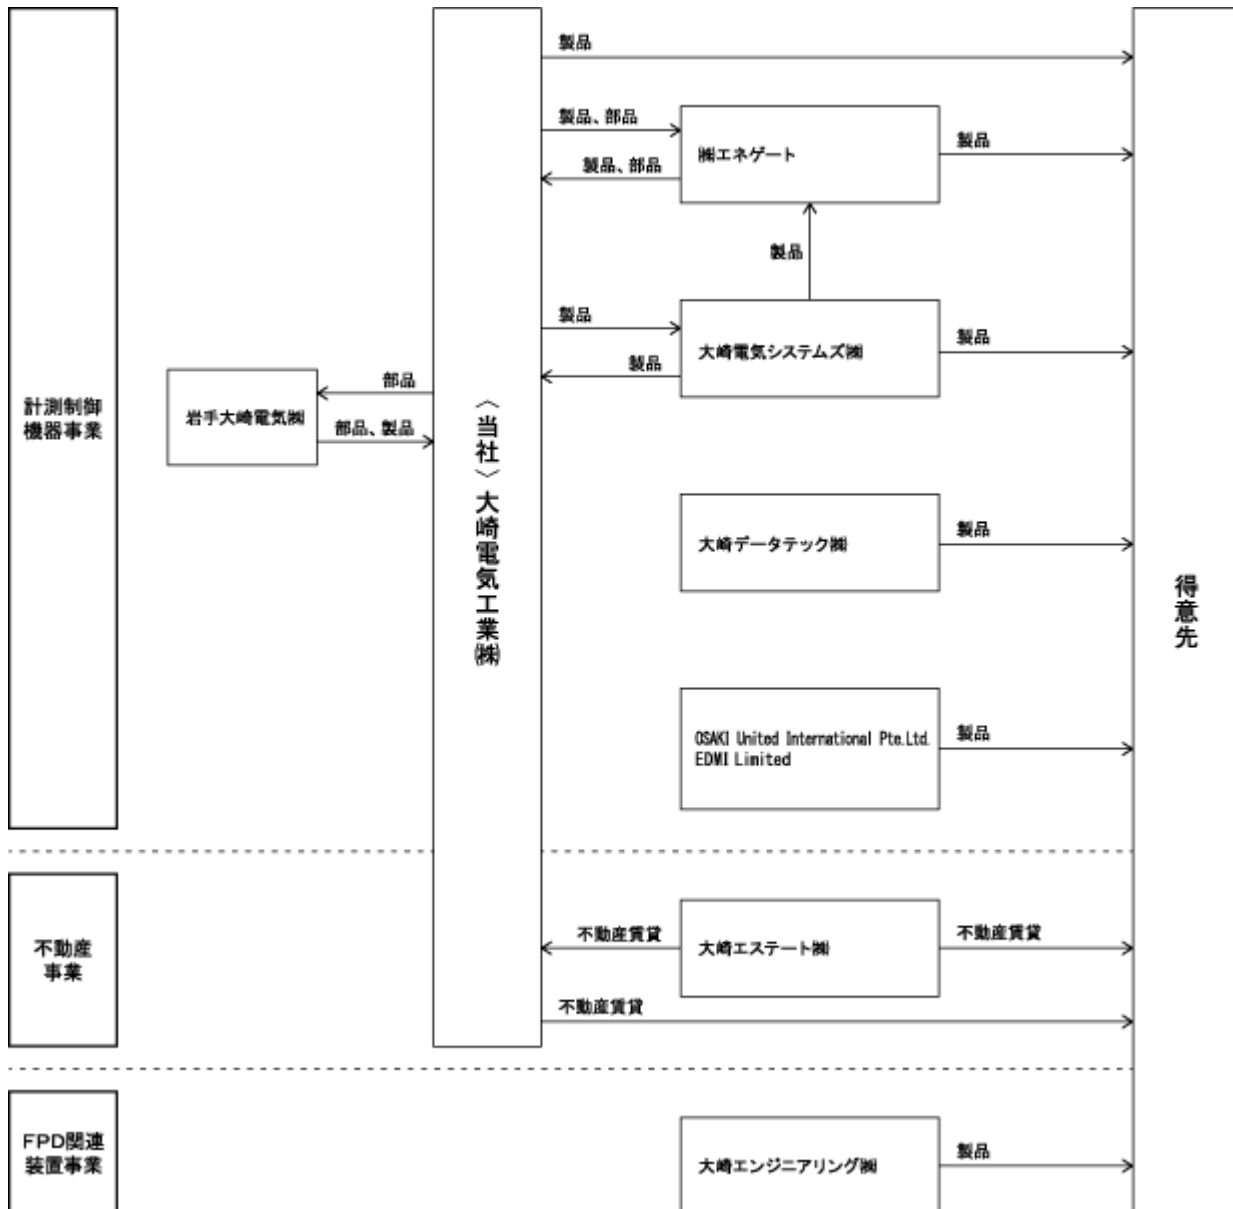 計測制御
機器事業
岩手大崎電気㈱
部品
部品、製品
〈当社〉大崎電気工業㈱
製品
製品、部品
製品、部品
㈱エネゲート
製品
製品
製品
製品
大崎電気システムズ㈱
製品
大崎データテック㈱
製品
OSAKI United International Pte.Ltd.
EDMI Limited
製品
得意先
不動産
事業
不動産賃貸
大崎エステート㈱
不動産賃貸
不動産賃貸
FPD関連
装置事業
大崎エンジニアリング㈱
製品